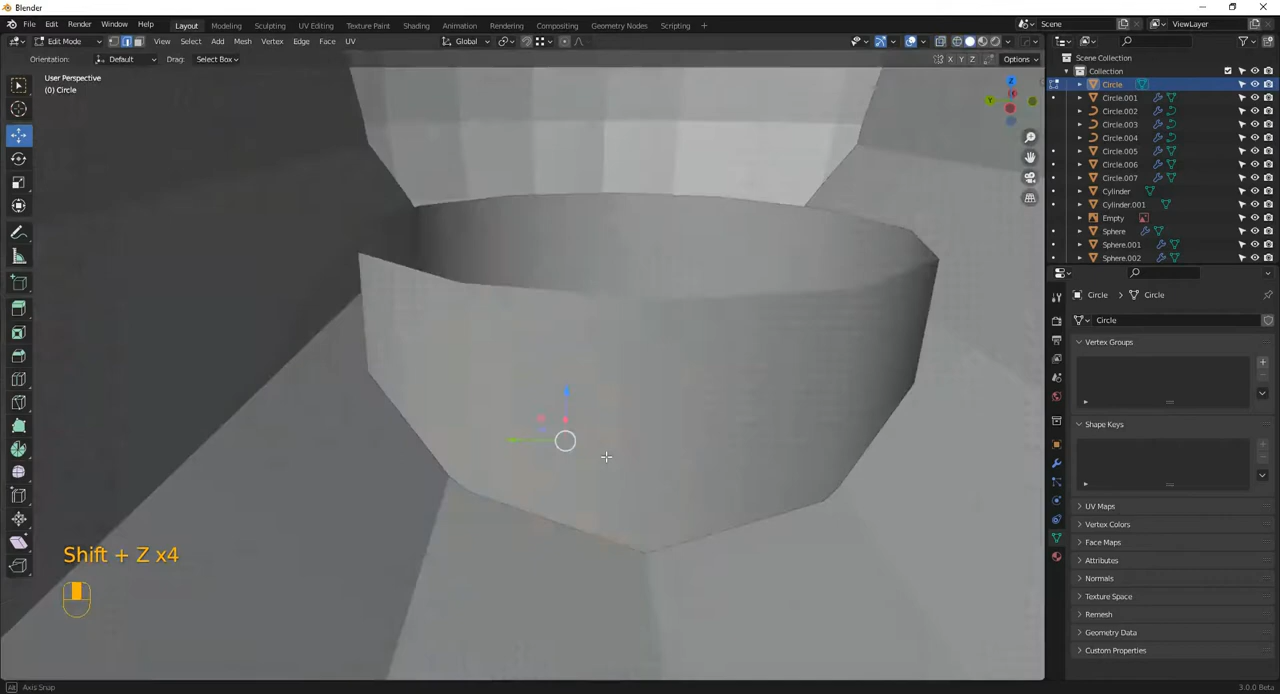 Blender
File Edit Render Window Help
Layout Modeling Sculpting UV Editing Texture Paint Shading Animation Rendering Compositing Geometry Nodes Scripting +
Scene
ViewLayer
Edit Mode View Select Add Mesh Vertex Edge Face UV
Global
Orientation: Default Drag: Select Box
X Y Z Options
User Perspective
(0) Circle
Z
Y
Scene Collection
Collection
Circle
Circle.001
Circle.002
Circle.003
Circle.004
Circle.005
Circle.006
Circle.007
Cylinder
Cylinder.001
Empty
Sphere
Sphere.001
Sphere.002
Circle > Circle
Circle
Vertex Groups
Shape Keys
UV Maps
Vertex Colors
Face Maps
Attributes
Normals
Texture Space
Remesh
Geometry Data
Custom Properties
Shift + Z x4
Alt Axis Snap
3.0.0 Beta